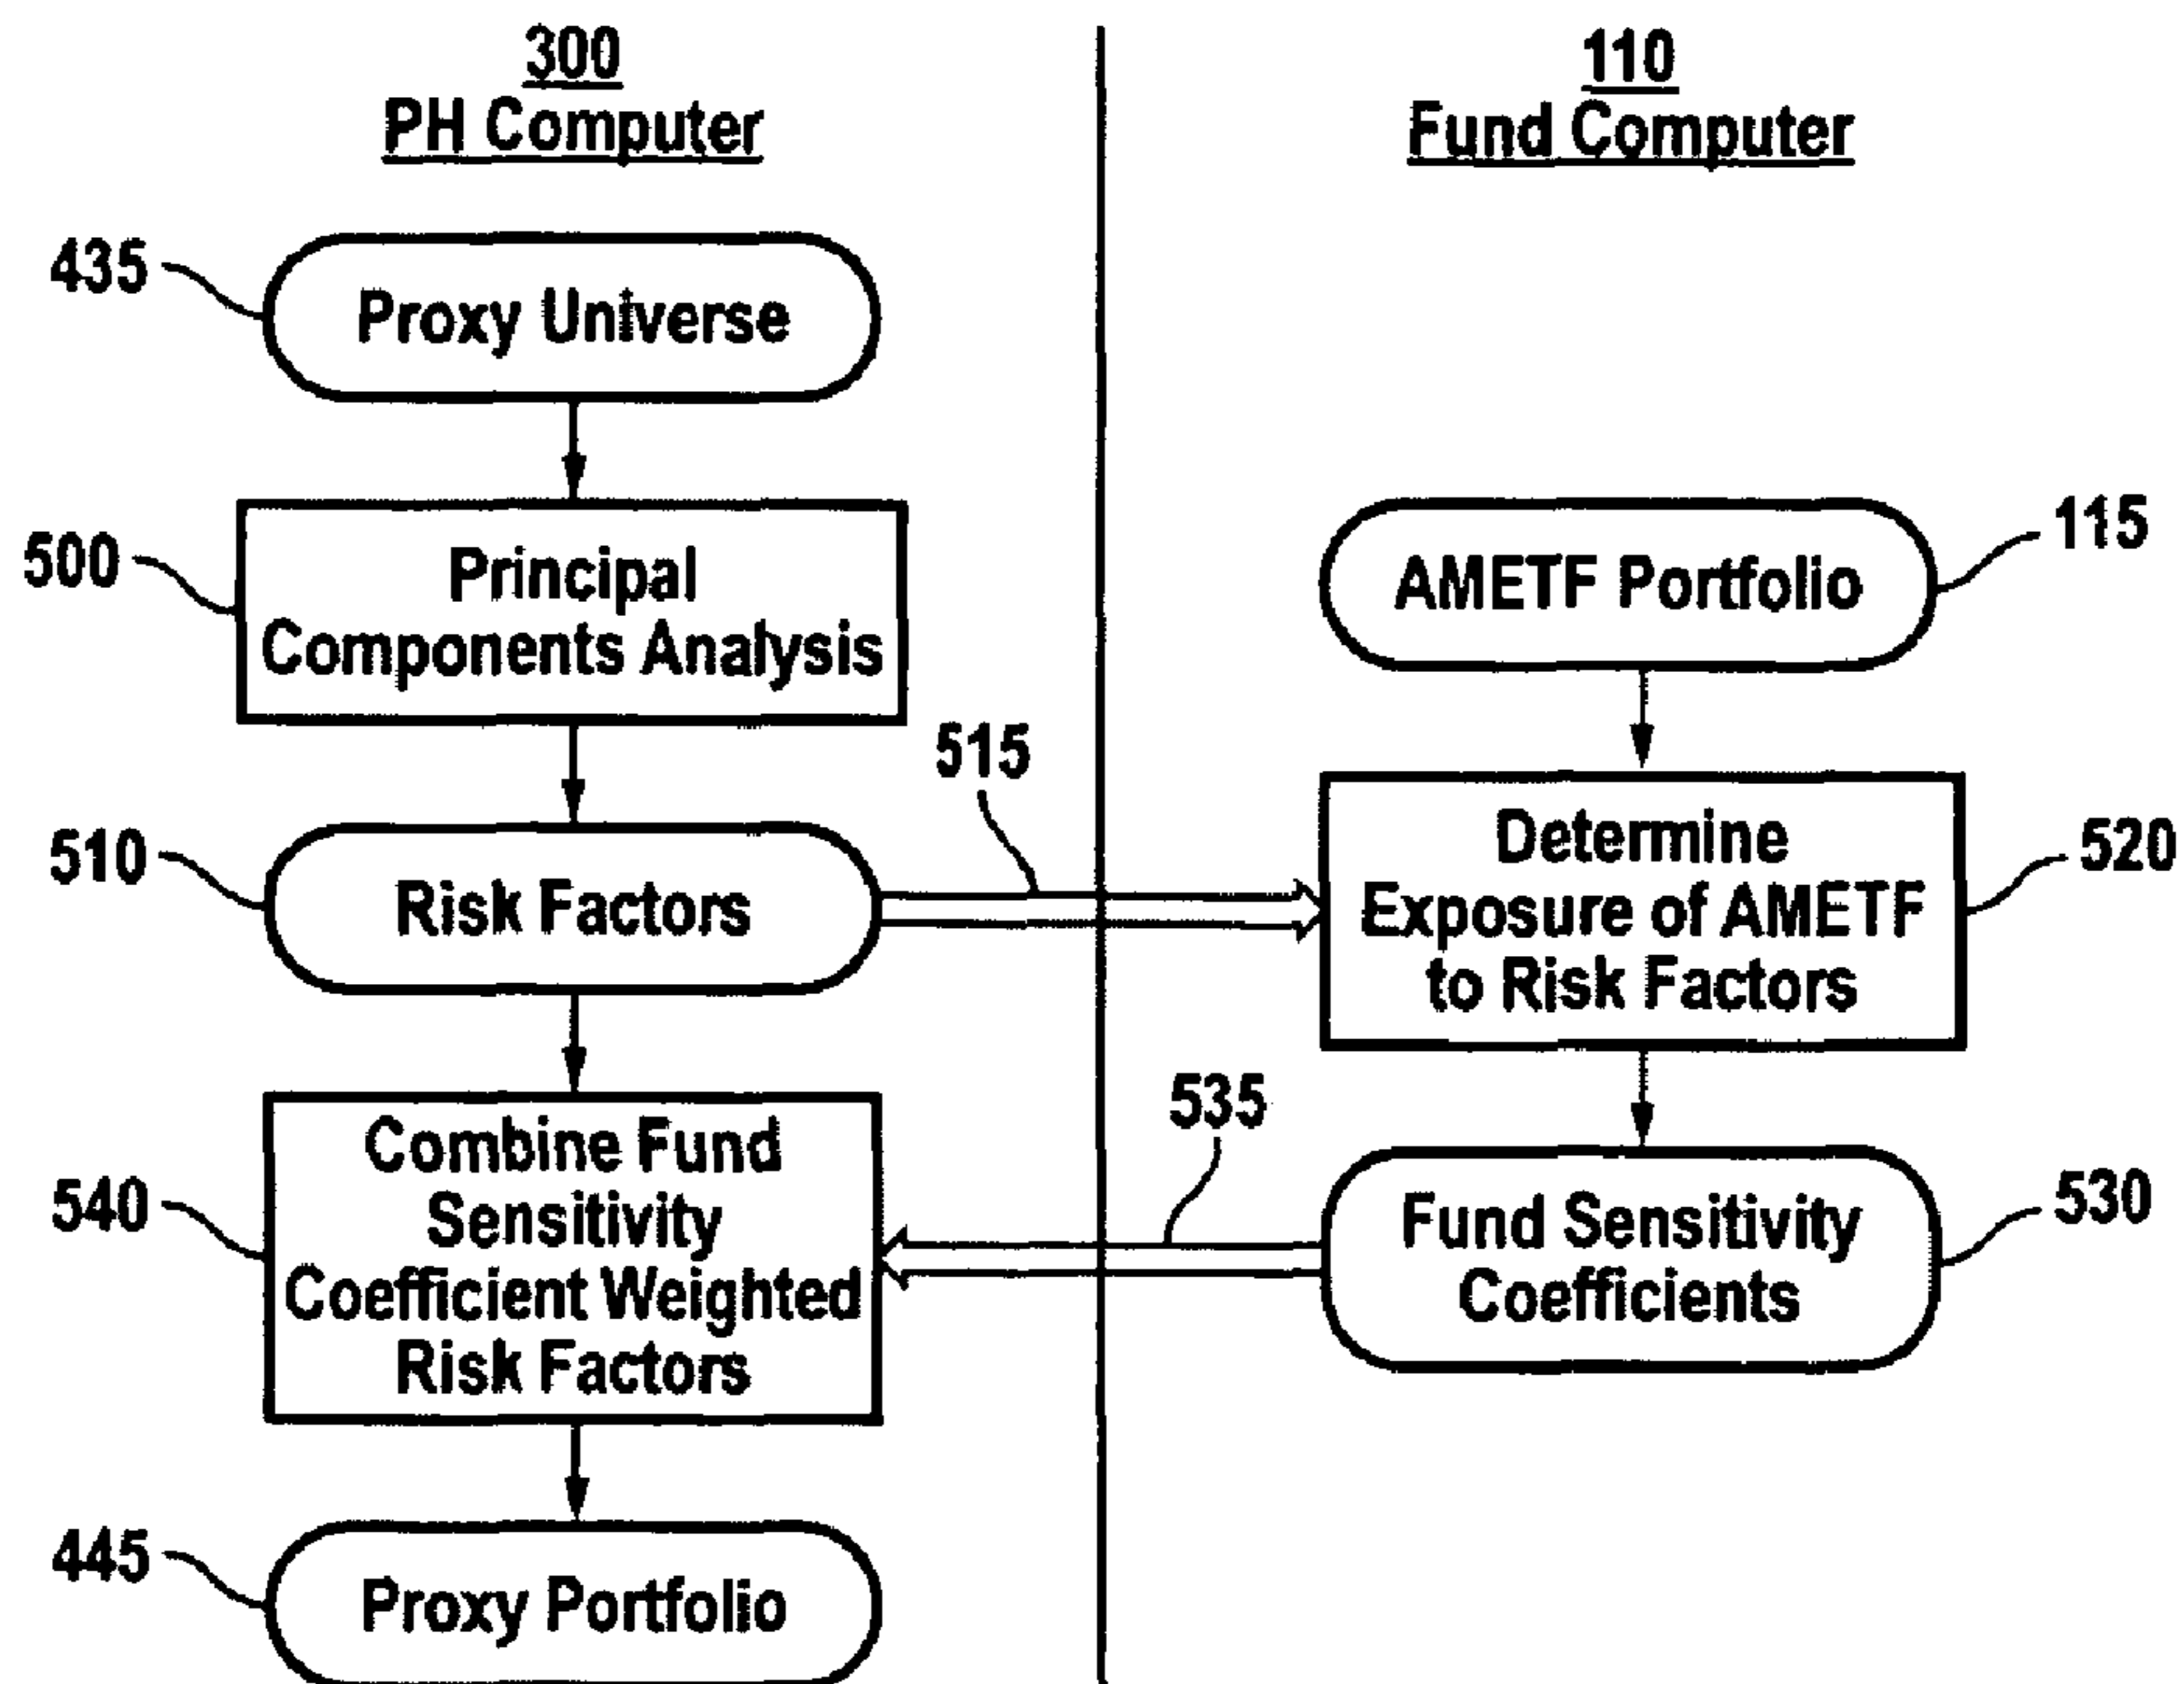 300
PH Computer
110
Fund Computer
435
Proxy Universe
500
Principal
Components Analysis
115
AMETF Portfolio
515
510
Risk Factors
Determine
Exposure of AMETF
to Risk Factors
520
535
540
Combine Fund
Sensitivity
Coefficient Weighted
Risk Factors
Fund Sensitivity
Coefficients
530
445
Proxy Portfolio